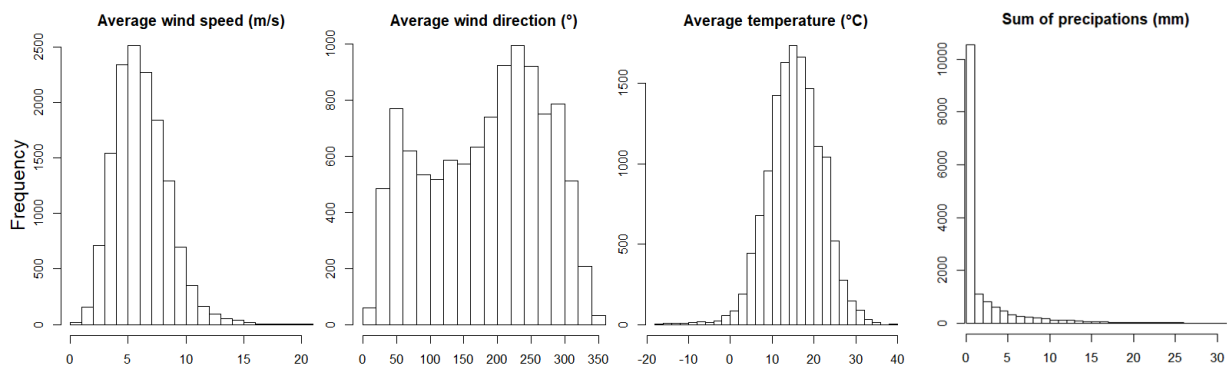 Average wind speed (m/s)
Frequency
0 500 1000 1500 2000 2500
0 5 10 15 20
Average wind direction (°)
0 200 400 600 800 1000
0 50 100 150 200 250 300 350
Average temperature (°C)
0 500 1000 1500
-20 -10 0 10 20 30 40
Sum of precipations (mm)
0 2000 4000 6000 8000 10000
0 5 10 15 20 25 30